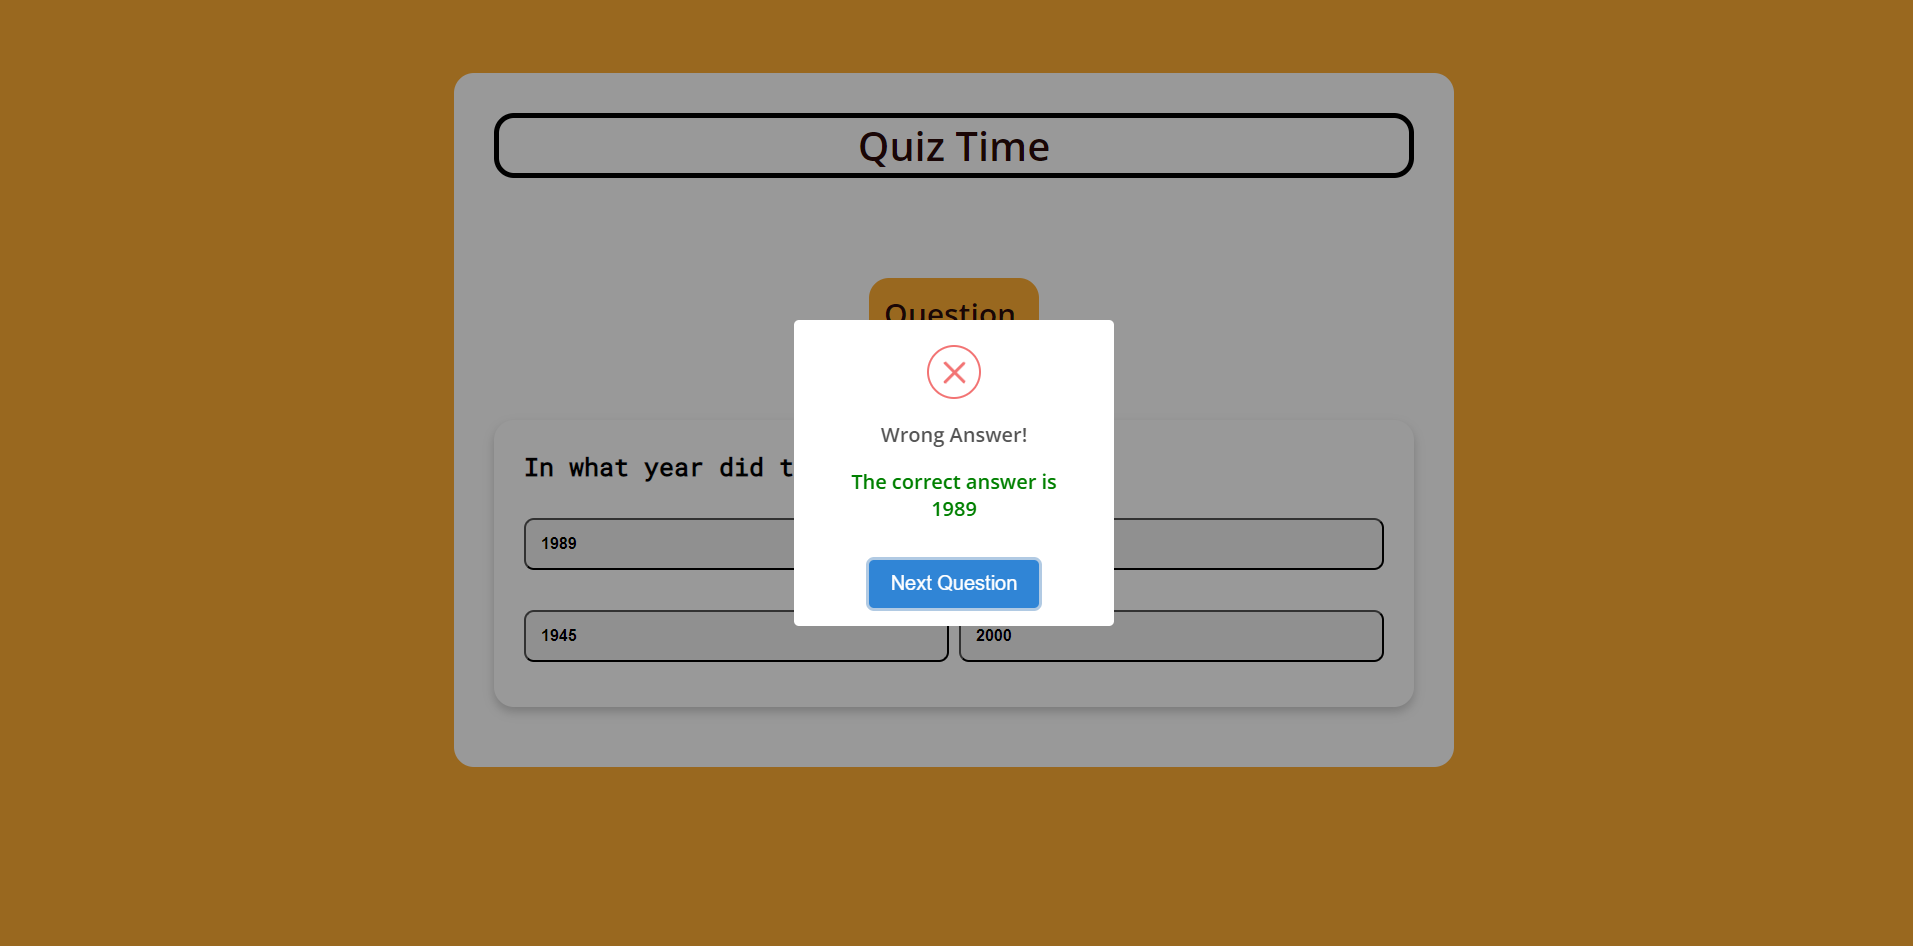 Quiz Time
Question
In what year did t
Wrong Answer!
The correct answer is
1989
1989
Next Question
1945
2000